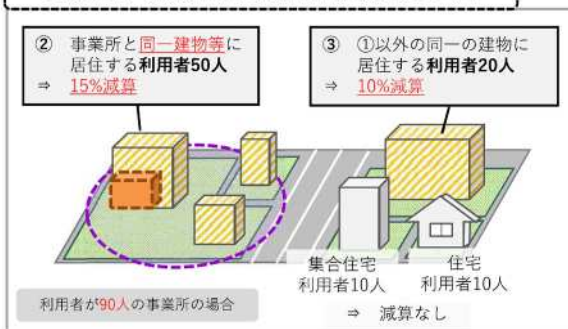 ② 事業所と同一建物等に
居住する利用者50人
⇒ 15%減算
③ ①以外の同一の建物に
居住する利用者20人
⇒ 10%減算
集合住宅
利用者10人
住宅
利用者10人
⇒ 減算なし
利用者が90人の事業所の場合